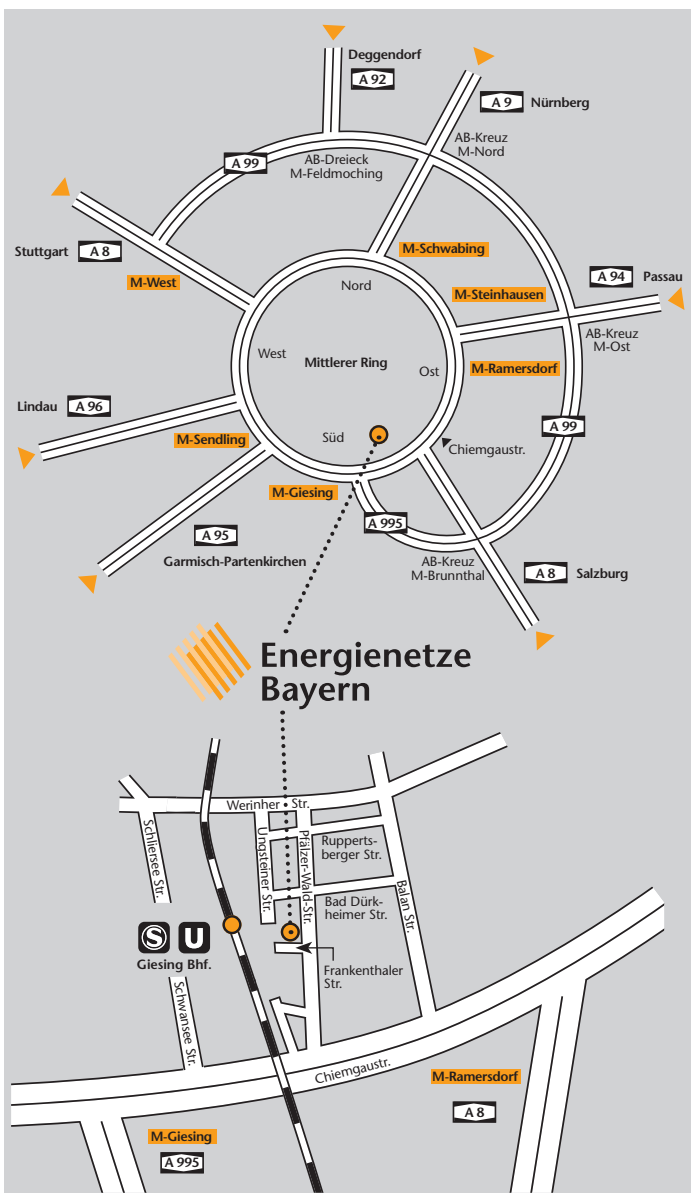 Deggendorf
A 92
A 9 Nürnberg
AB-Kreuz
M-Nord
A 99
AB-Dreieck
M-Feldmoching
Stuttgart A 8
M-West
M-Schwabing
A 94 Passau
M-Steinhausen
Nord
AB-Kreuz
M-Ost
West
Mittlerer Ring
Ost
M-Ramersdorf
Lindau A 96
A 99
M-Sendling
Süd
Chiemgaustr.
M-Giesing
A 995
A 95
Garmisch-Partenkirchen
AB-Kreuz
M-Brunnthal
A 8 Salzburg
Energienetze
Bayern
Werinher Str.
Schliersee Str.
Ungsteiner Str.
Pfälzer-Wald-Str.
Rupperts-
berger Str.
Bad Dürk-
heimer Str.
Balan Str.
S U
Giesing Bhf.
Frankenthaler
Str.
Schwansee Str.
Chiemgaustr.
M-Ramersdorf
A 8
M-Giesing
A 995